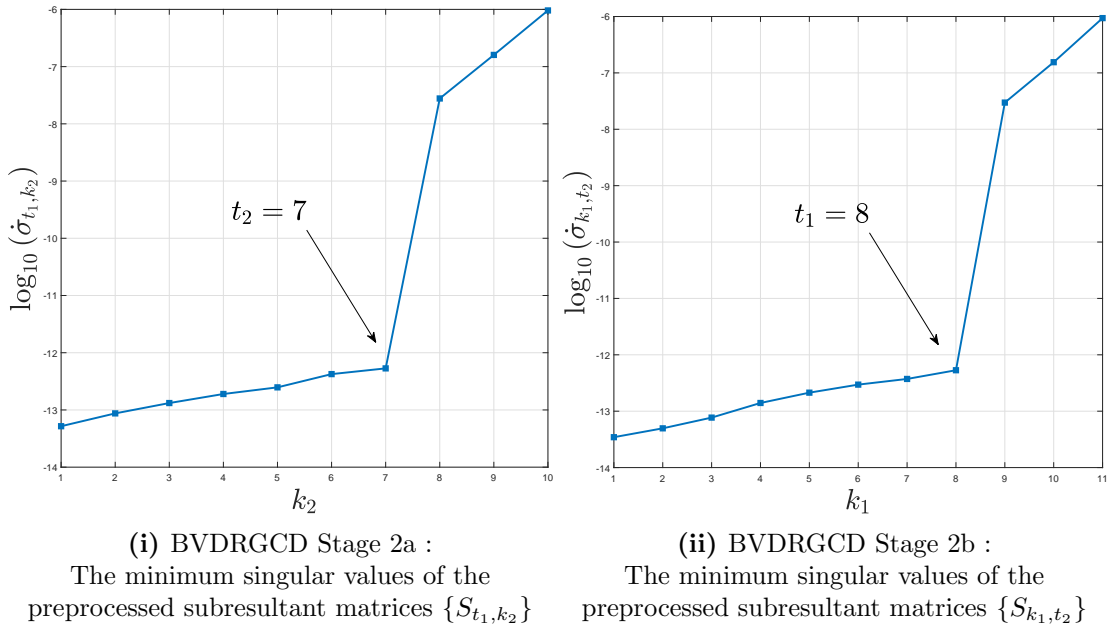 -6
-7
-8
-9
-10
-11
-12
-13
-14
1 2 3 4 5 6 7 8 9 10
log₁₀ (σ̇_{t₁,k₂})
t₂ = 7
k₂
(i) BVDRGCD Stage 2a :
The minimum singular values of the
preprocessed subresultant matrices {S_{t₁,k₂}}
-6
-7
-8
-9
-10
-11
-12
-13
-14
1 2 3 4 5 6 7 8 9 10 11
log₁₀ (σ̇_{k₁,t₂})
t₁ = 8
k₁
(ii) BVDRGCD Stage 2b :
The minimum singular values of the
preprocessed subresultant matrices {S_{k₁,t₂}}